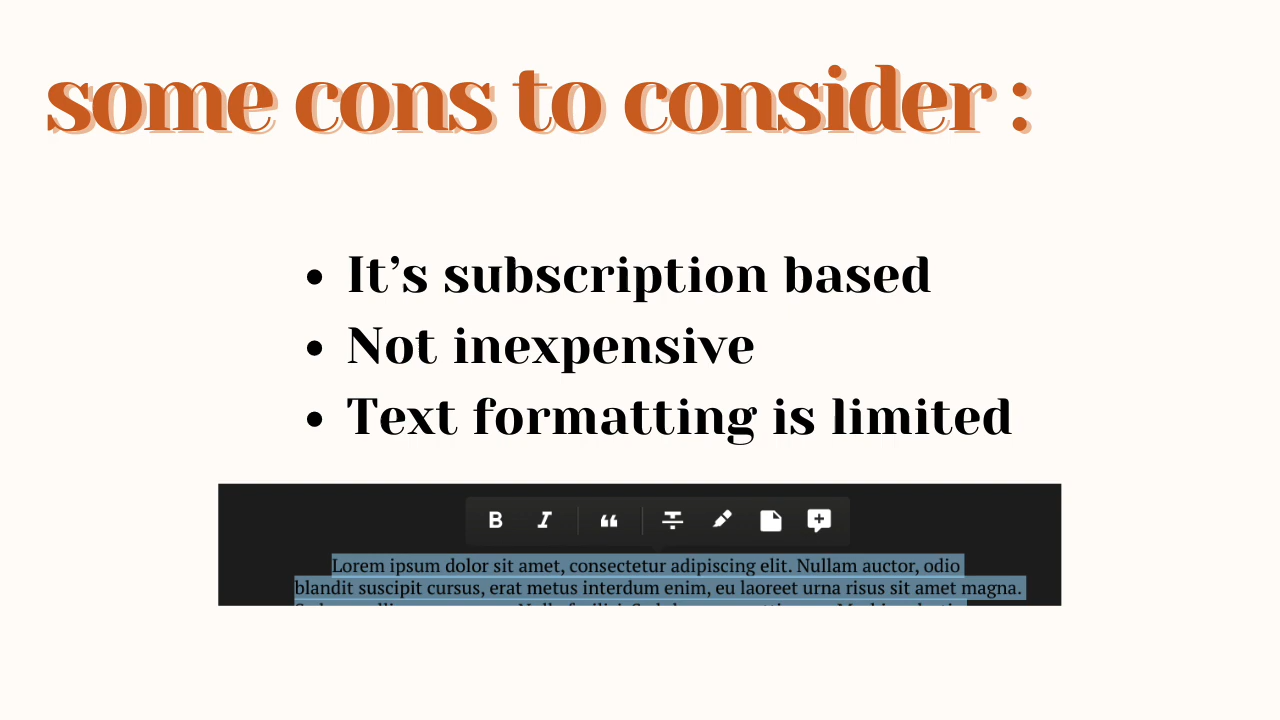 some cons to consider :
• It’s subscription based
• Not inexpensive
• Text formatting is limited
B I “
Lorem ipsum dolor sit amet, consectetur adipiscing elit. Nullam auctor, odio
blandit suscipit cursus, erat metus interdum enim, eu laoreet urna risus sit amet magna.